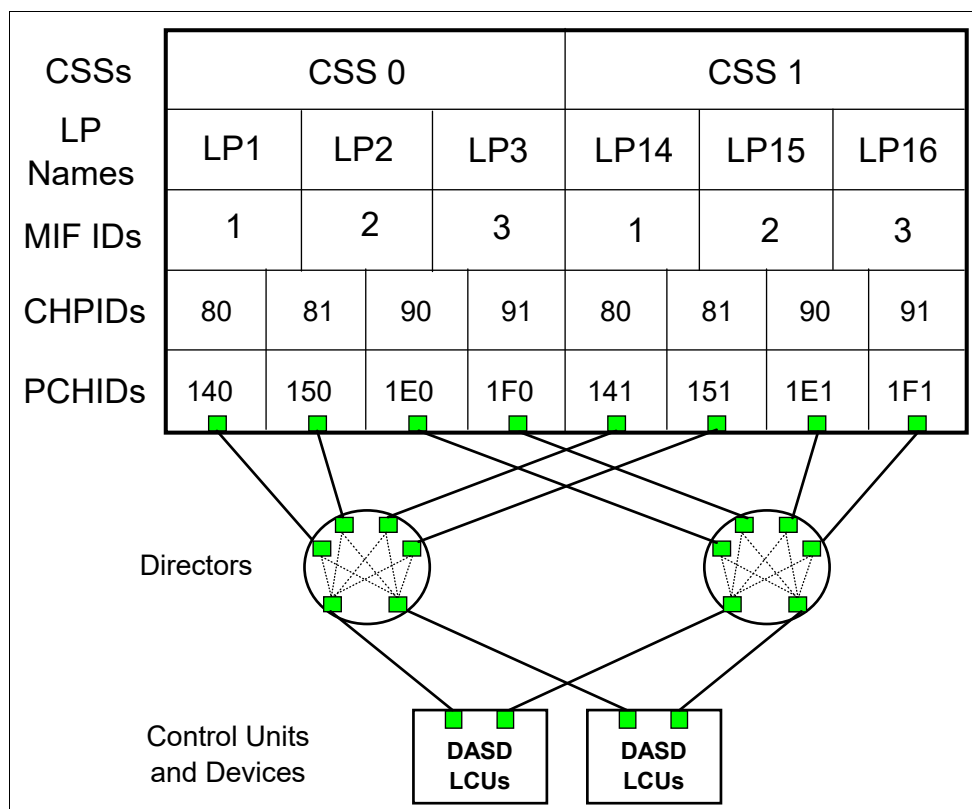 CSSs CSS 0 CSS 1
LP Names LP1 LP2 LP3 LP14 LP15 LP16
MIF IDs 1 2 3 1 2 3
CHPIDs 80 81 90 91 80 81 90 91
PCHIDs 140 150 1E0 1F0 141 151 1E1 1F1
Directors
Control Units
and Devices
DASD
LCUs
DASD
LCUs